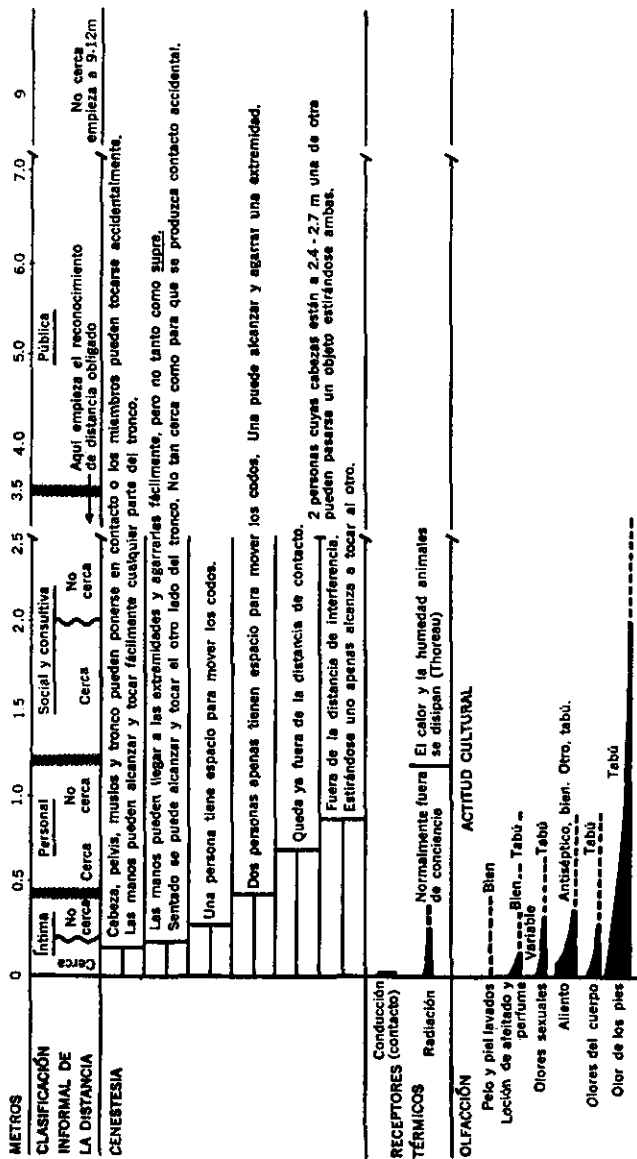 METROS 0 0.5 1.0 1.5 2.0 2.5 3.5 4.0 5.0 6.0 7.0 9
CLASIFICACIÓN
INFORMAL DE
LA DISTANCIA
Íntima Personal Social y consultiva Pública
Cerca No cerca Cerca No cerca Cerca No cerca
Aquí empieza el reconocimiento
de distancia obligado
No cerca
empieza a 9-12m
CENESTESIA
Cabeza, pelvis, muslos y tronco pueden ponerse en contacto o los miembros pueden tocarse accidentalmente.
Las manos pueden alcanzar y tocar fácilmente cualquier parte del tronco.
Las manos pueden llegar a las extremidades y agarrarlas fácilmente, pero no tanto como supra.
Sentado se puede alcanzar y tocar el otro lado del tronco. No tan cerca como para que se produzca contacto accidental.
Una persona tiene espacio para mover los codos.
Dos personas apenas tienen espacio para mover los codos. Una puede alcanzar y agarrar una extremidad.
Queda ya fuera de la distancia de contacto.
2 personas cuyas cabezas están a 2.4 - 2.7 m una de otra
pueden pasarse un objeto estirándose ambas.
Fuera de la distancia de interferencia.
Estirándose uno apenas alcanza a tocar al otro.
RECEPTORES
TÉRMICOS
Conducción
(contacto)
Radiación
Normalmente fuera
de conciencia
El calor y la humedad animales
se disipan (Thoreau)
OLFACCIÓN
ACTITUD CULTURAL
Pelo y piel lavados Bien
Loción de afeitado y
perfume Bien Tabú
Variable
Olores sexuales Tabú
Aliento Antiséptico, bien. Otro, tabú.
Olores del cuerpo Tabú
Olor de los pies Tabú